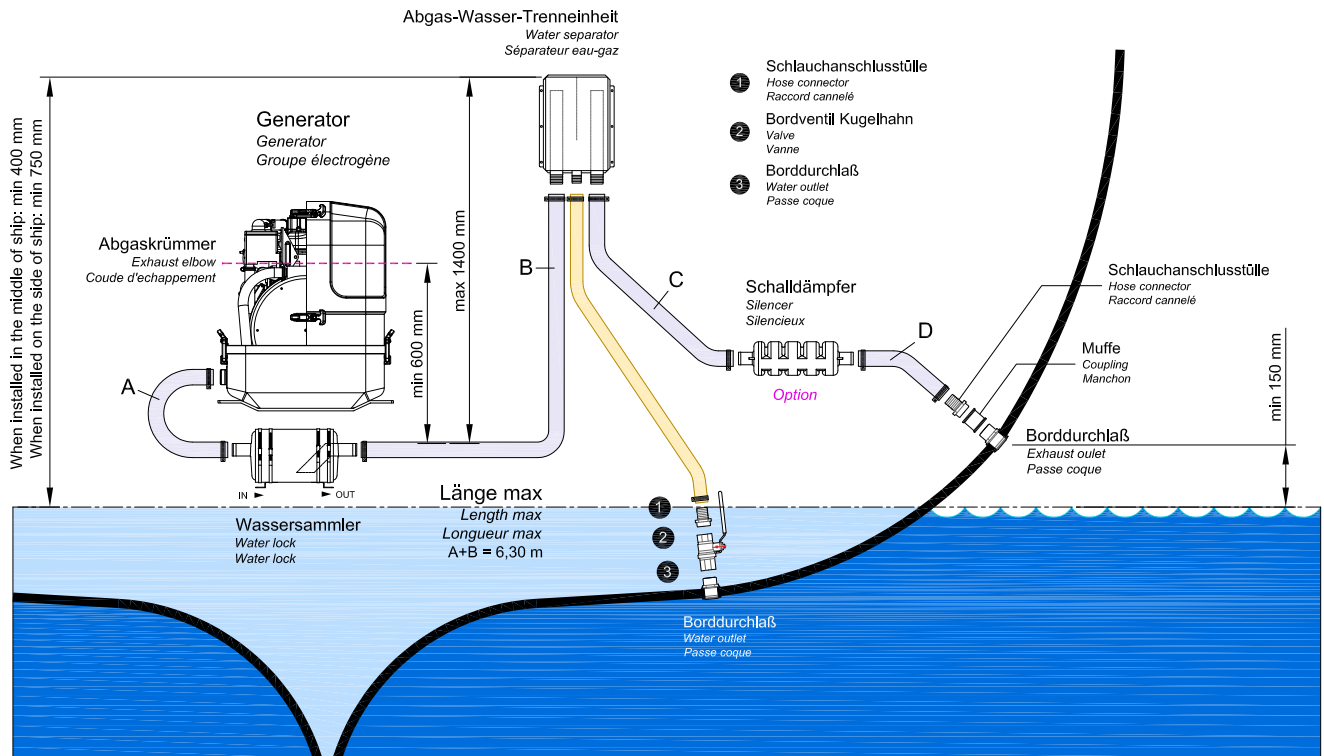 Abgas-Wasser-Trenneinheit
Water separator
Séparateur eau-gaz
1
Schlauchanschlusstülle
Hose connector
Raccord cannelé
2
Bordventil Kugelhahn
Valve
Vanne
3
Borddurchlaß
Water outlet
Passe coque
When installed in the middle of ship: min 400 mm
When installed on the side of ship: min 750 mm
Generator
Generator
Groupe électrogène
Abgaskrümmer
Exhaust elbow
Coude d'echappement
max 1400 mm
min 600 mm
A
B
C
D
Schalldämpfer
Silencer
Silencieux
Option
Schlauchanschlusstülle
Hose connector
Raccord cannelé
Muffe
Coupling
Manchon
min 150 mm
Borddurchlaß
Exhaust oulet
Passe coque
IN
OUT
Wassersammler
Water lock
Water lock
Länge max
Length max
Longueur max
A+B = 6,30 m
1
2
3
Borddurchlaß
Water outlet
Passe coque